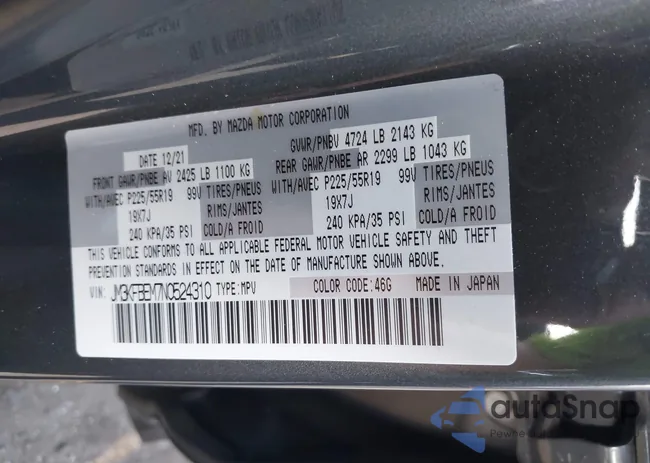 MFD. BY MAZDA MOTOR CORPORATION
DATE 12/21 GVWR/PNBV 4724 LB 2143 KG
FRONT GAWR/PNBE AV 2425 LB 1100 KG REAR GAWR/PNBE AR 2299 LB 1043 KG
WITH/AVEC P225/55R19 99V TIRES/PNEUS WITH/AVEC P225/55R19 99V TIRES/PNEUS
19X7J RIMS/JANTES 19X7J RIMS/JANTES
240 KPA/35 PSI COLD/A FROID 240 KPA/35 PSI COLD/A FROID
THIS VEHICLE CONFORMS TO ALL APPLICABLE FEDERAL MOTOR VEHICLE SAFETY AND THEFT
PREVENTION STANDARDS IN EFFECT ON THE DATE OF MANUFACTURE SHOWN ABOVE.
VIN: JM3KFBEM7N0524310 TYPE: MPV COLOR CODE: 46G MADE IN JAPAN
autoSnap